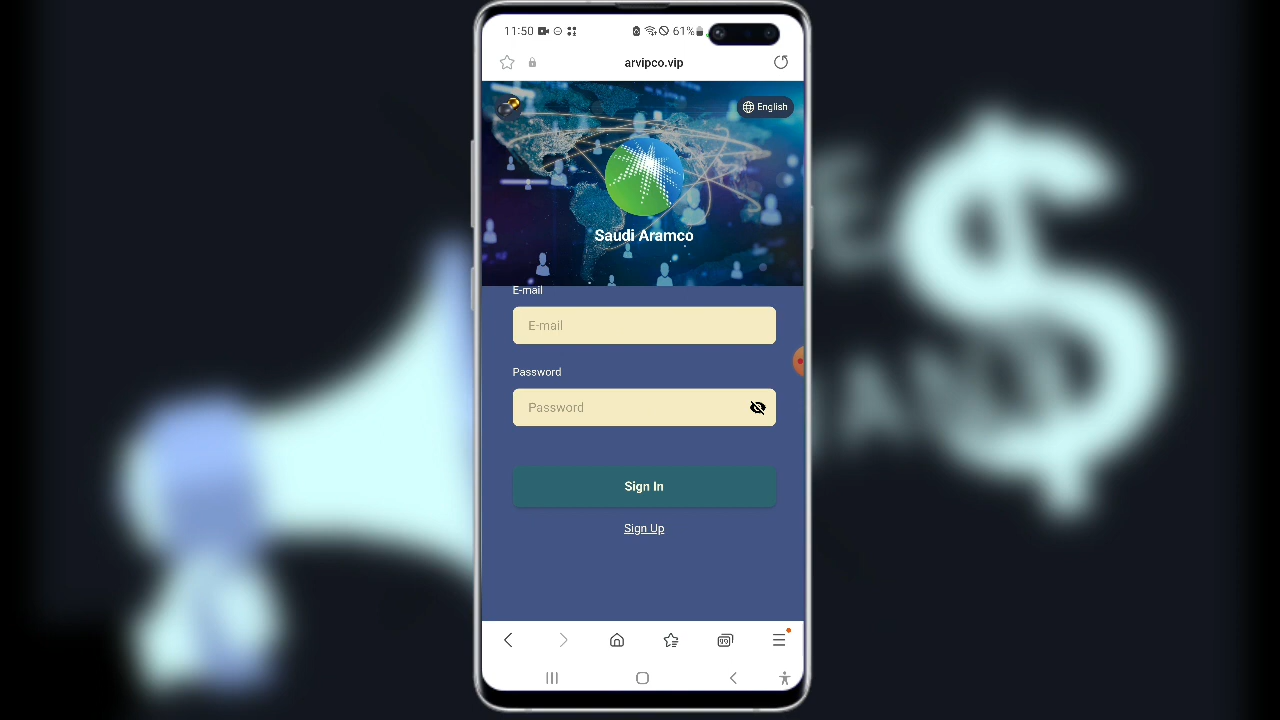 11:50
61%
arvipco.vip
English
Saudi Aramco
E-mail
E-mail
Password
Password
Sign In
Sign Up